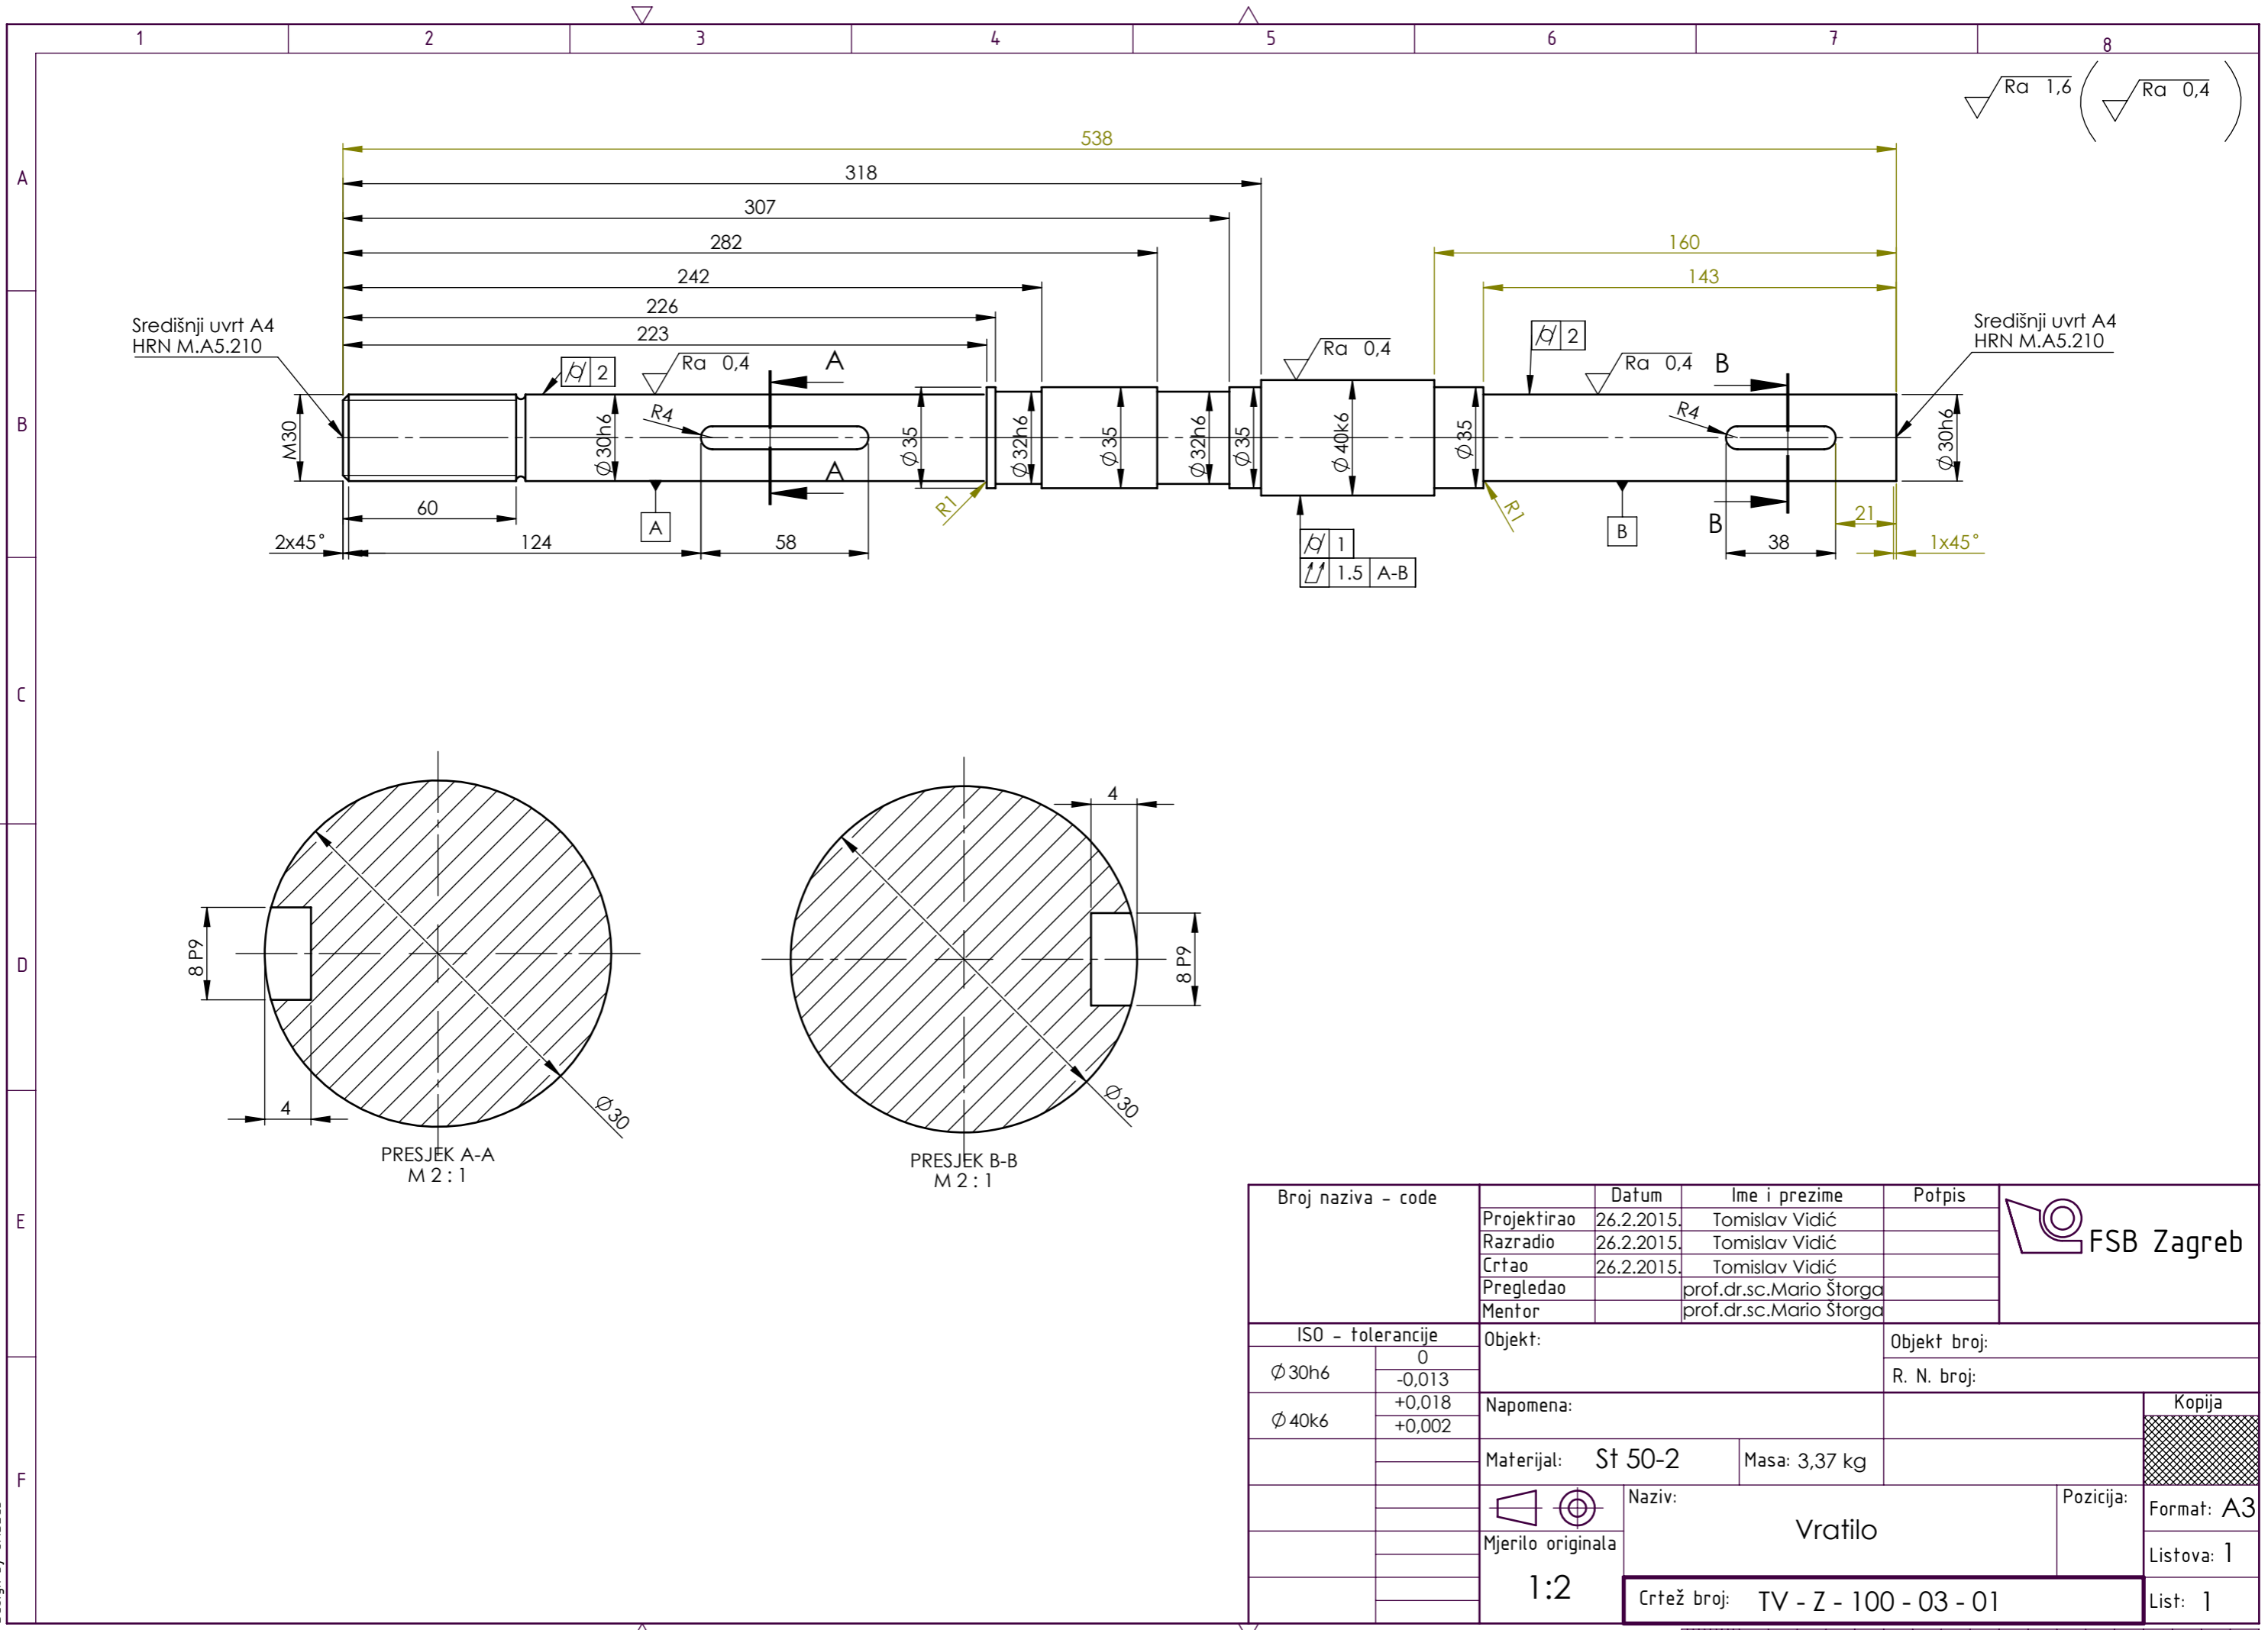 1 2 3 4 5 6 7 8
Ra 1,6 Ra 0,4
538
A
318
307
282 160
242 143
226
Središnji uvrt A4
HRN M.A5.210
223
2
Središnji uvrt A4
HRN M.A5.210
2 Ra 0,4 A Ra 0,4 Ra 0,4 B
B
M30 Ø30h6 R4 Ø35 Ø32h6 Ø35 Ø32h6 Ø35 Ø40k6 Ø35 R4 Ø30h6
A
R1 R1
60 A B B 21
2x45° 124 58 1 38 1x45°
1.5 A-B
C
4
8 P9 8 P9
D
4 Ø30 Ø30
PRESJEK A-A
M 2 : 1
PRESJEK B-B
M 2 : 1
E
Broj naziva - code
Datum Ime i prezime Potpis
Projektirao 26.2.2015. Tomislav Vidić
Razradio 26.2.2015. Tomislav Vidić
Crtao 26.2.2015. Tomislav Vidić
Pregledao prof.dr.sc.Mario Štorga
Mentor prof.dr.sc.Mario Štorga
FSB Zagreb
ISO - tolerancije
Ø30h6 0
-0,013
Ø40k6 +0,018
+0,002
Objekt:
Objekt broj:
R. N. broj:
Napomena:
Kopija
F
Materijal: St 50-2 Masa: 3,37 kg
Naziv:
Vratilo
Pozicija:
Format: A3
Mjerilo originala
1:2
Listova: 1
Crtež broj: TV - Z - 100 - 03 - 01
List: 1